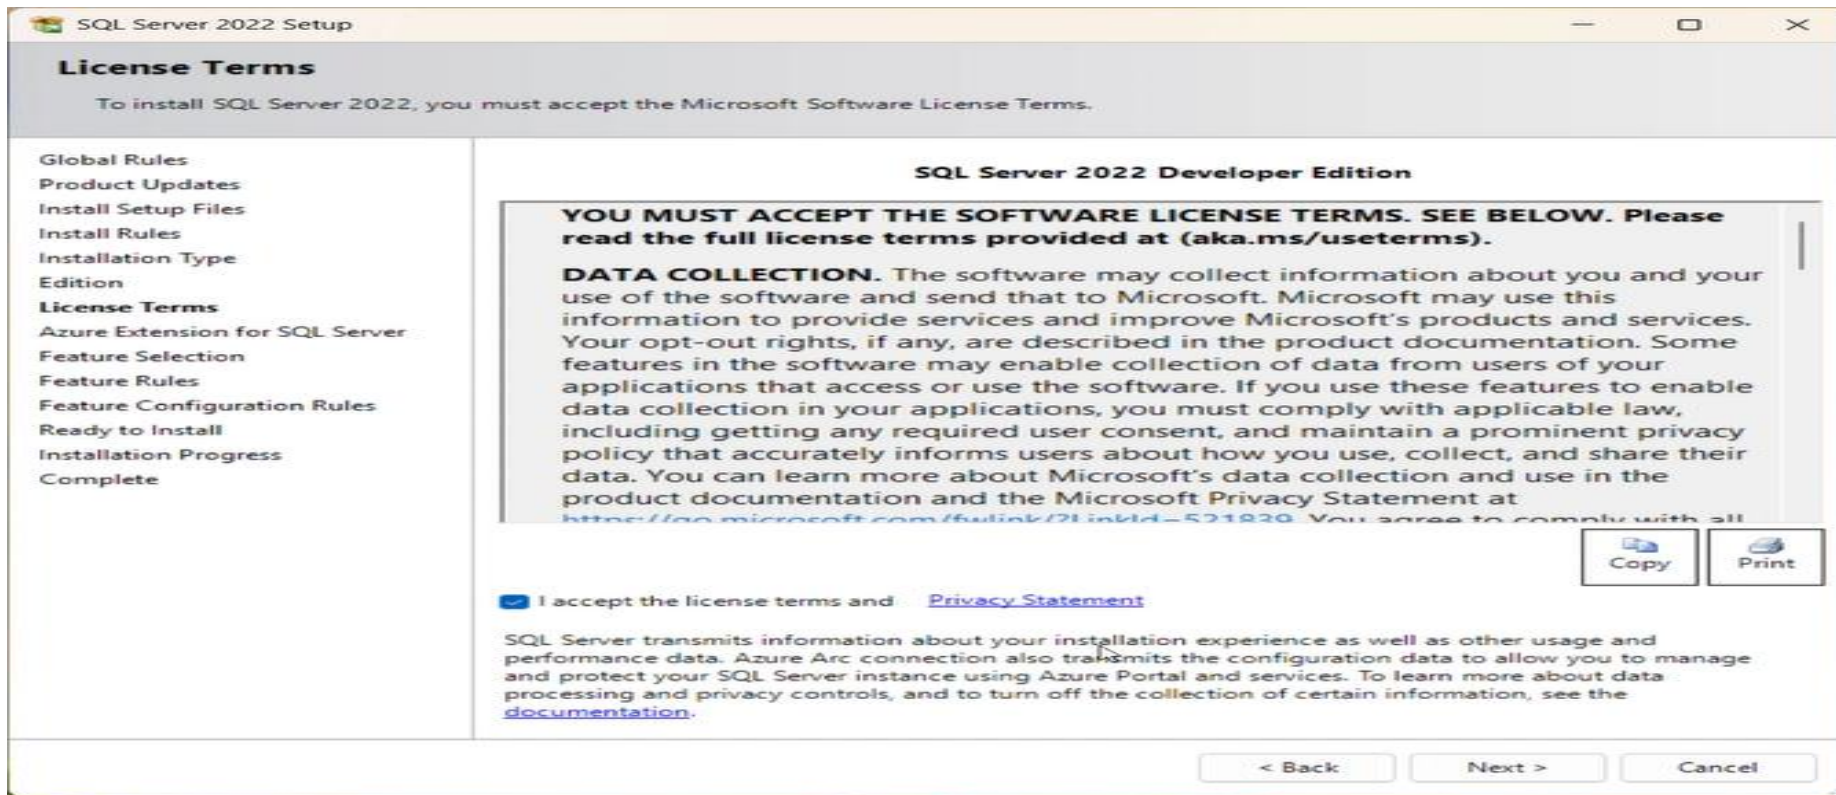 SQL Server 2022 Setup
License Terms
To install SQL Server 2022, you must accept the Microsoft Software License Terms.
Global Rules
Product Updates
Install Setup Files
Install Rules
Installation Type
Edition
License Terms
Azure Extension for SQL Server
Feature Selection
Feature Rules
Feature Configuration Rules
Ready to Install
Installation Progress
Complete
SQL Server 2022 Developer Edition
YOU MUST ACCEPT THE SOFTWARE LICENSE TERMS. SEE BELOW. Please
read the full license terms provided at (aka.ms/useterms).
DATA COLLECTION. The software may collect information about you and your
use of the software and send that to Microsoft. Microsoft may use this
information to provide services and improve Microsoft's products and services.
Your opt-out rights, if any, are described in the product documentation. Some
features in the software may enable collection of data from users of your
applications that access or use the software. If you use these features to enable
data collection in your applications, you must comply with applicable law,
including getting any required user consent, and maintain a prominent privacy
policy that accurately informs users about how you use, collect, and share their
data. You can learn more about Microsoft's data collection and use in the
product documentation and the Microsoft Privacy Statement at
https://go.microsoft.com/fwlink/?LinkId=521839. You agree to comply with all
Copy
Print
I accept the license terms and Privacy Statement
SQL Server transmits information about your installation experience as well as other usage and
performance data. Azure Arc connection also transmits the configuration data to allow you to manage
and protect your SQL Server instance using Azure Portal and services. To learn more about data
processing and privacy controls, and to turn off the collection of certain information, see the
documentation.
< Back
Next >
Cancel